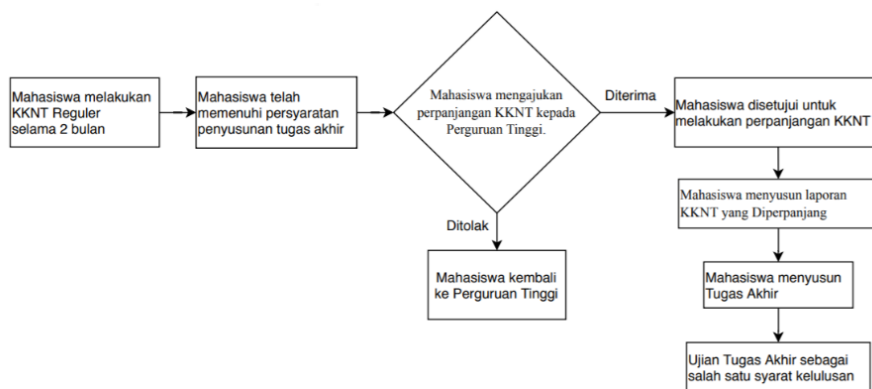 Mahasiswa melakukan
KKNT Reguler
selama 2 bulan
Mahasiswa telah
memenuhi persyaratan
penyusunan tugas akhir
Mahasiswa mengajukan
perpanjangan KKNT kepada
Perguruan Tinggi.
Diterima
Mahasiswa disetujui untuk
melakukan perpanjangan KKNT
Mahasiswa menyusun laporan
KKNT yang Diperpanjang
Ditolak
Mahasiswa kembali
ke Perguruan Tinggi
Mahasiswa menyusun
Tugas Akhir
Ujian Tugas Akhir sebagai
salah satu syarat kelulusan